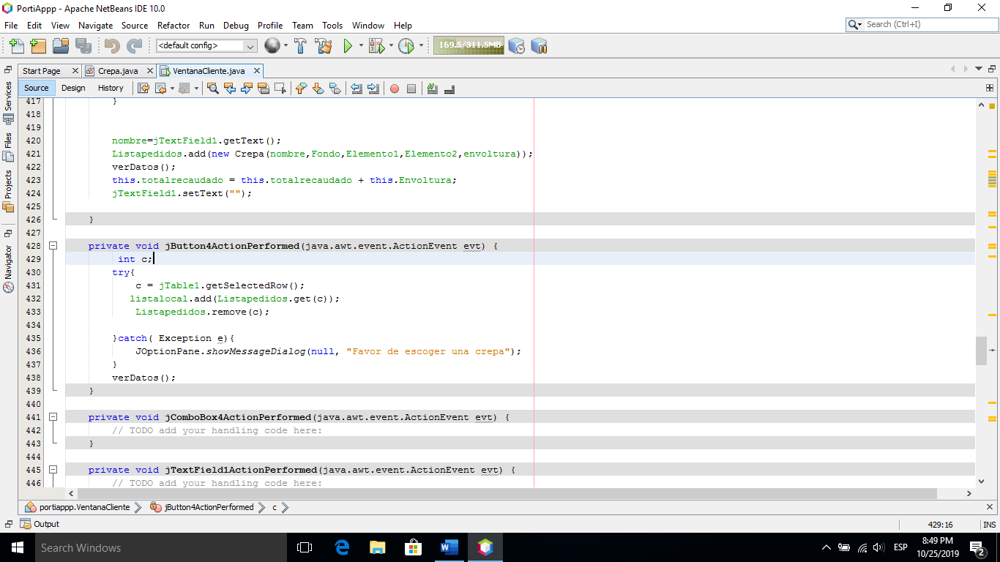 PortiAppp - Apache NetBeans IDE 10.0
File Edit View Navigate Source Refactor Run Debug Profile Team Tools Window Help
Search (Ctrl+I)
<default config>
169.5/311.5MB
Start Page
Crepa.java
VentanaCliente.java
Source Design History
Services
Files
Projects
Navigator
417 }
418
419
420 nombre=jTextField1.getText();
421 Listapedidos.add(new Crepa(nombre,Fondo,Elemento1,Elemento2,envoltura));
422 verDatos();
423 this.totalrecaudado = this.totalrecaudado + this.Envoltura;
424 jTextField1.setText("");
425
426 }
427
428 private void jButton4ActionPerformed(java.awt.event.ActionEvent evt) {
429 int c;
430 try{
431 c = jTable1.getSelectedRow();
432 listalocal.add(Listapedidos.get(c));
433 Listapedidos.remove(c);
434
435 }catch( Exception e){
436 JOptionPane.showMessageDialog(null, "Favor de escoger una crepa");
437 }
438 verDatos();
439 }
440
441 private void jComboBox4ActionPerformed(java.awt.event.ActionEvent evt) {
442 // TODO add your handling code here:
443 }
444
445 private void jTextField1ActionPerformed(java.awt.event.ActionEvent evt) {
446 // TODO add your handling code here:
portiappp.VentanaCliente
jButton4ActionPerformed
c
Output
429:16
INS
Search Windows
ESP
8:49 PM
10/25/2019
2